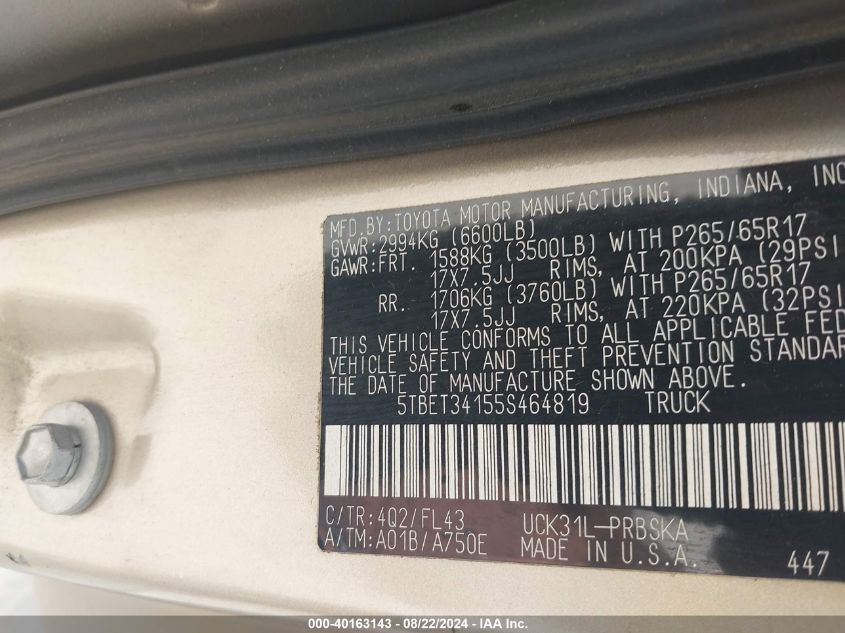 MFD.BY:TOYOTA MOTOR MANUFACTURING, INDIANA, INC
GVWR:2994KG (6600LB)
GAWR:FRT. 1588KG (3500LB) WITH P265/65R17
17X7.5JJ RIMS, AT 200KPA (29PSI
RR. 1706KG (3760LB) WITH P265/65R17
17X7.5JJ RIMS, AT 220KPA (32PSI
THIS VEHICLE CONFORMS TO ALL APPLICABLE FED
VEHICLE SAFETY AND THEFT PREVENTION STANDAR
THE DATE OF MANUFACTURE SHOWN ABOVE.
5TBET34155S464819 TRUCK
C/TR:4Q2/FL43 UCK31L-PRBSKA
A/TM:A01B/A750E MADE IN U.S.A. 447
000-40163143 - 08/22/2024 - IAA Inc.